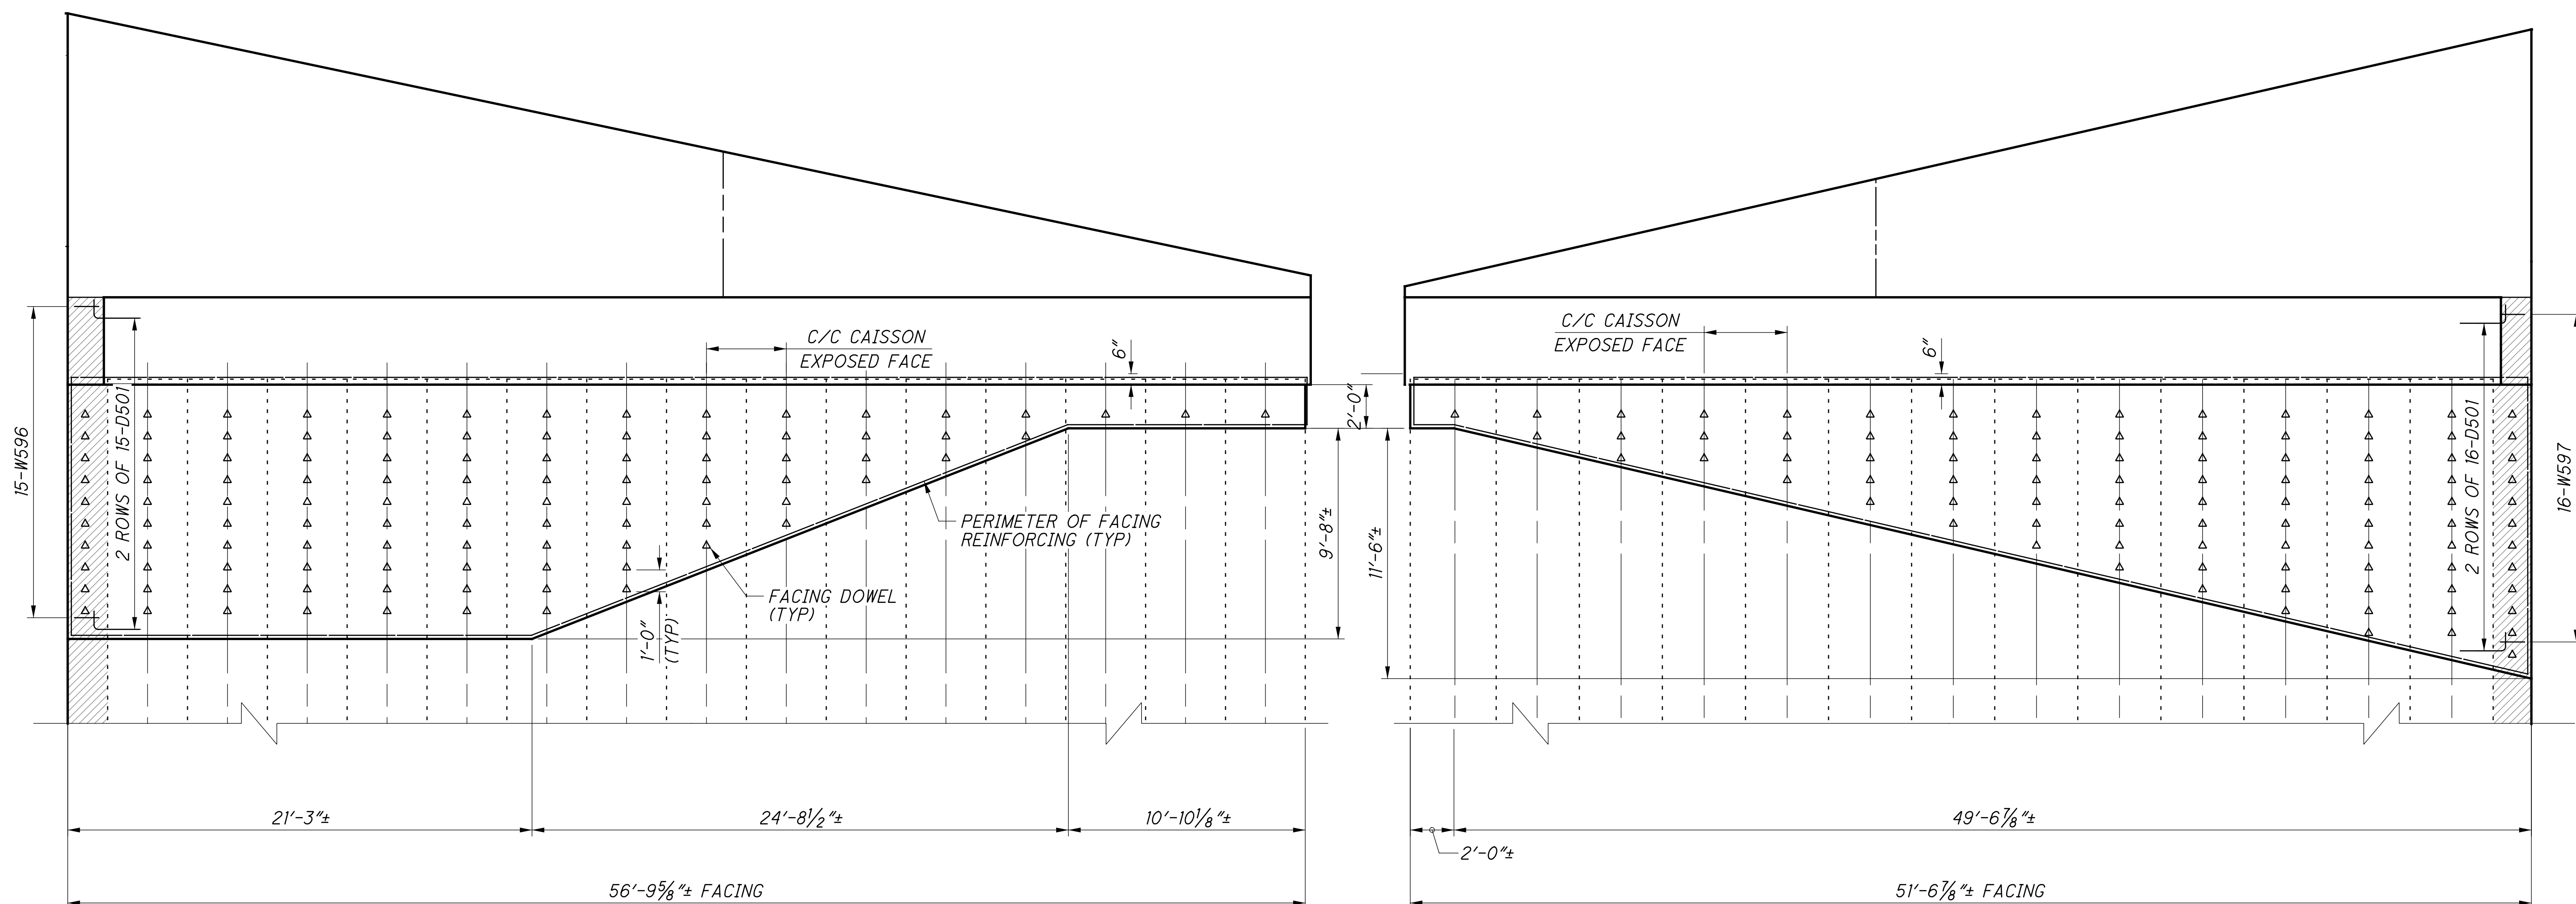 C/C CAISSON
EXPOSED FACE
6"
C/C CAISSON
EXPOSED FACE
6"
15-W596
2 ROWS OF 15-D501
2'-0"
2 ROWS OF 16-D501
16-W597
PERIMETER OF FACING
REINFORCING (TYP)
9'-8"±
11'-6"±
FACING DOWEL
(TYP)
1'-0"
(TYP)
21'-3"±
24'-8½"±
10'-10⅛"±
49'-6⅞"±
2'-0"±
56'-9⅝"± FACING
51'-6⅞"± FACING